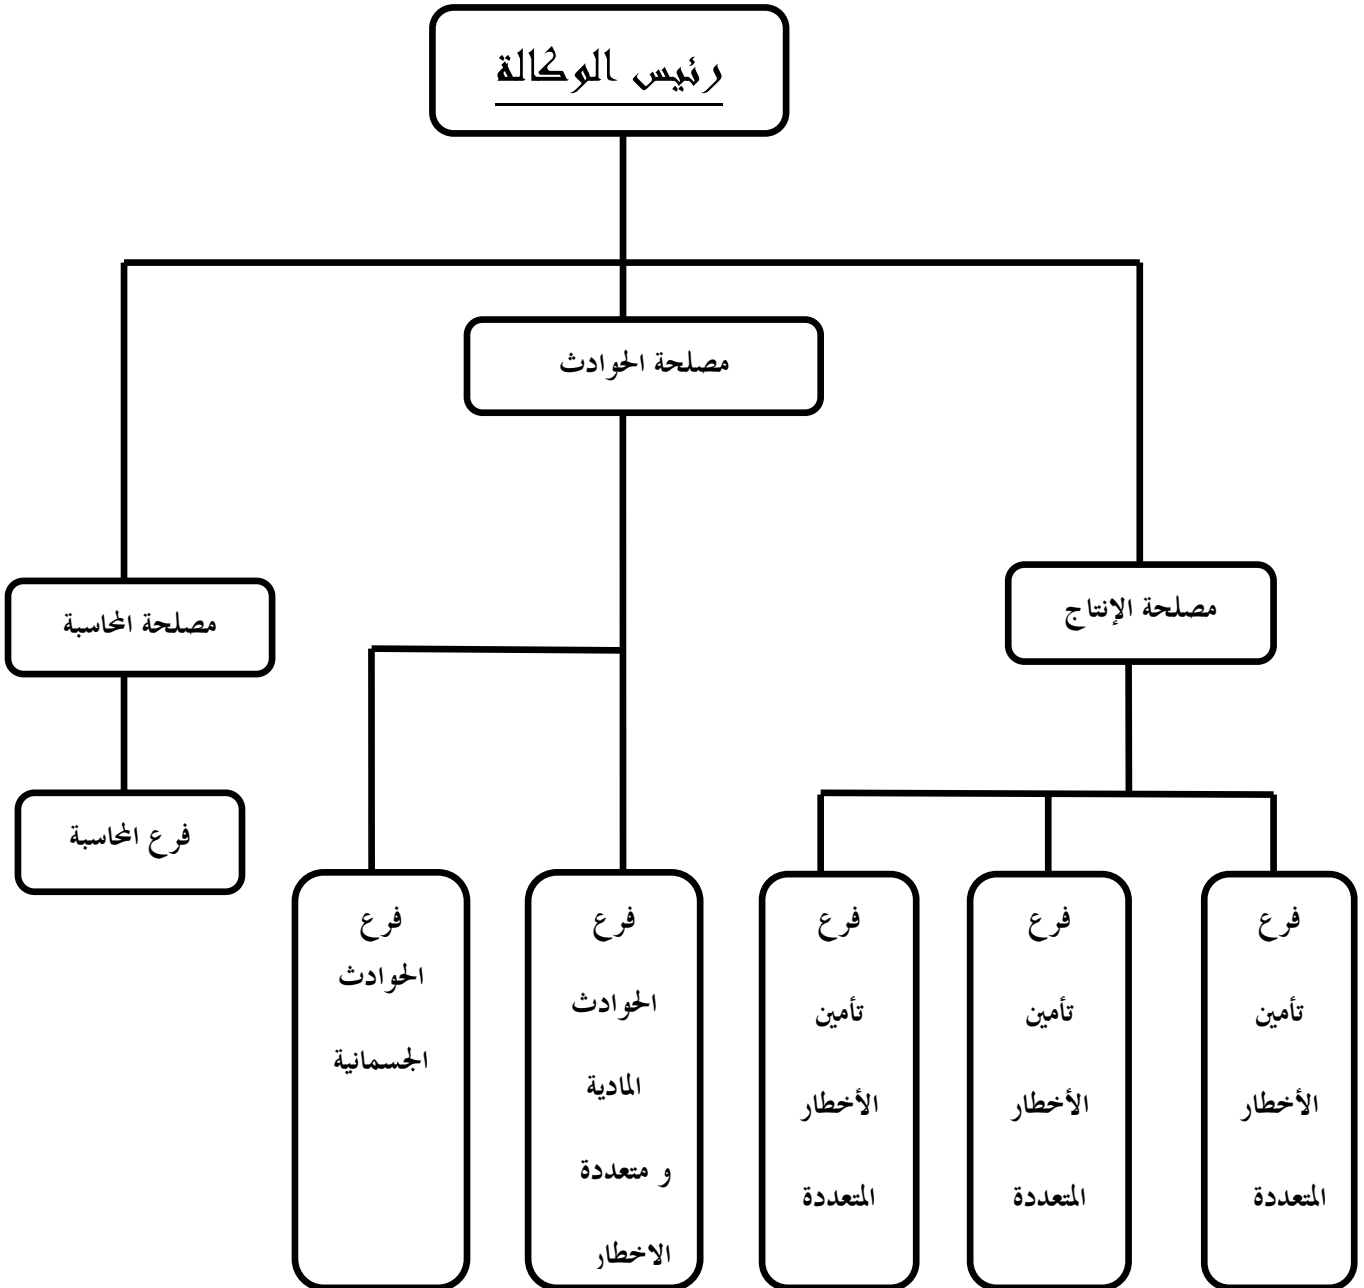 رئيس الوكالة
مصلحة الحوادث
مصلحة الإنتاج
مصلحة المحاسبة
فرع المحاسبة
فرع
تأمين
الأخطار
المتعددة
فرع
تأمين
الأخطار
المتعددة
فرع
تأمين
الأخطار
المتعددة
فرع
الحوادث
المادية
و متعددة
الاخطار
فرع
الحوادث
الجسمانية